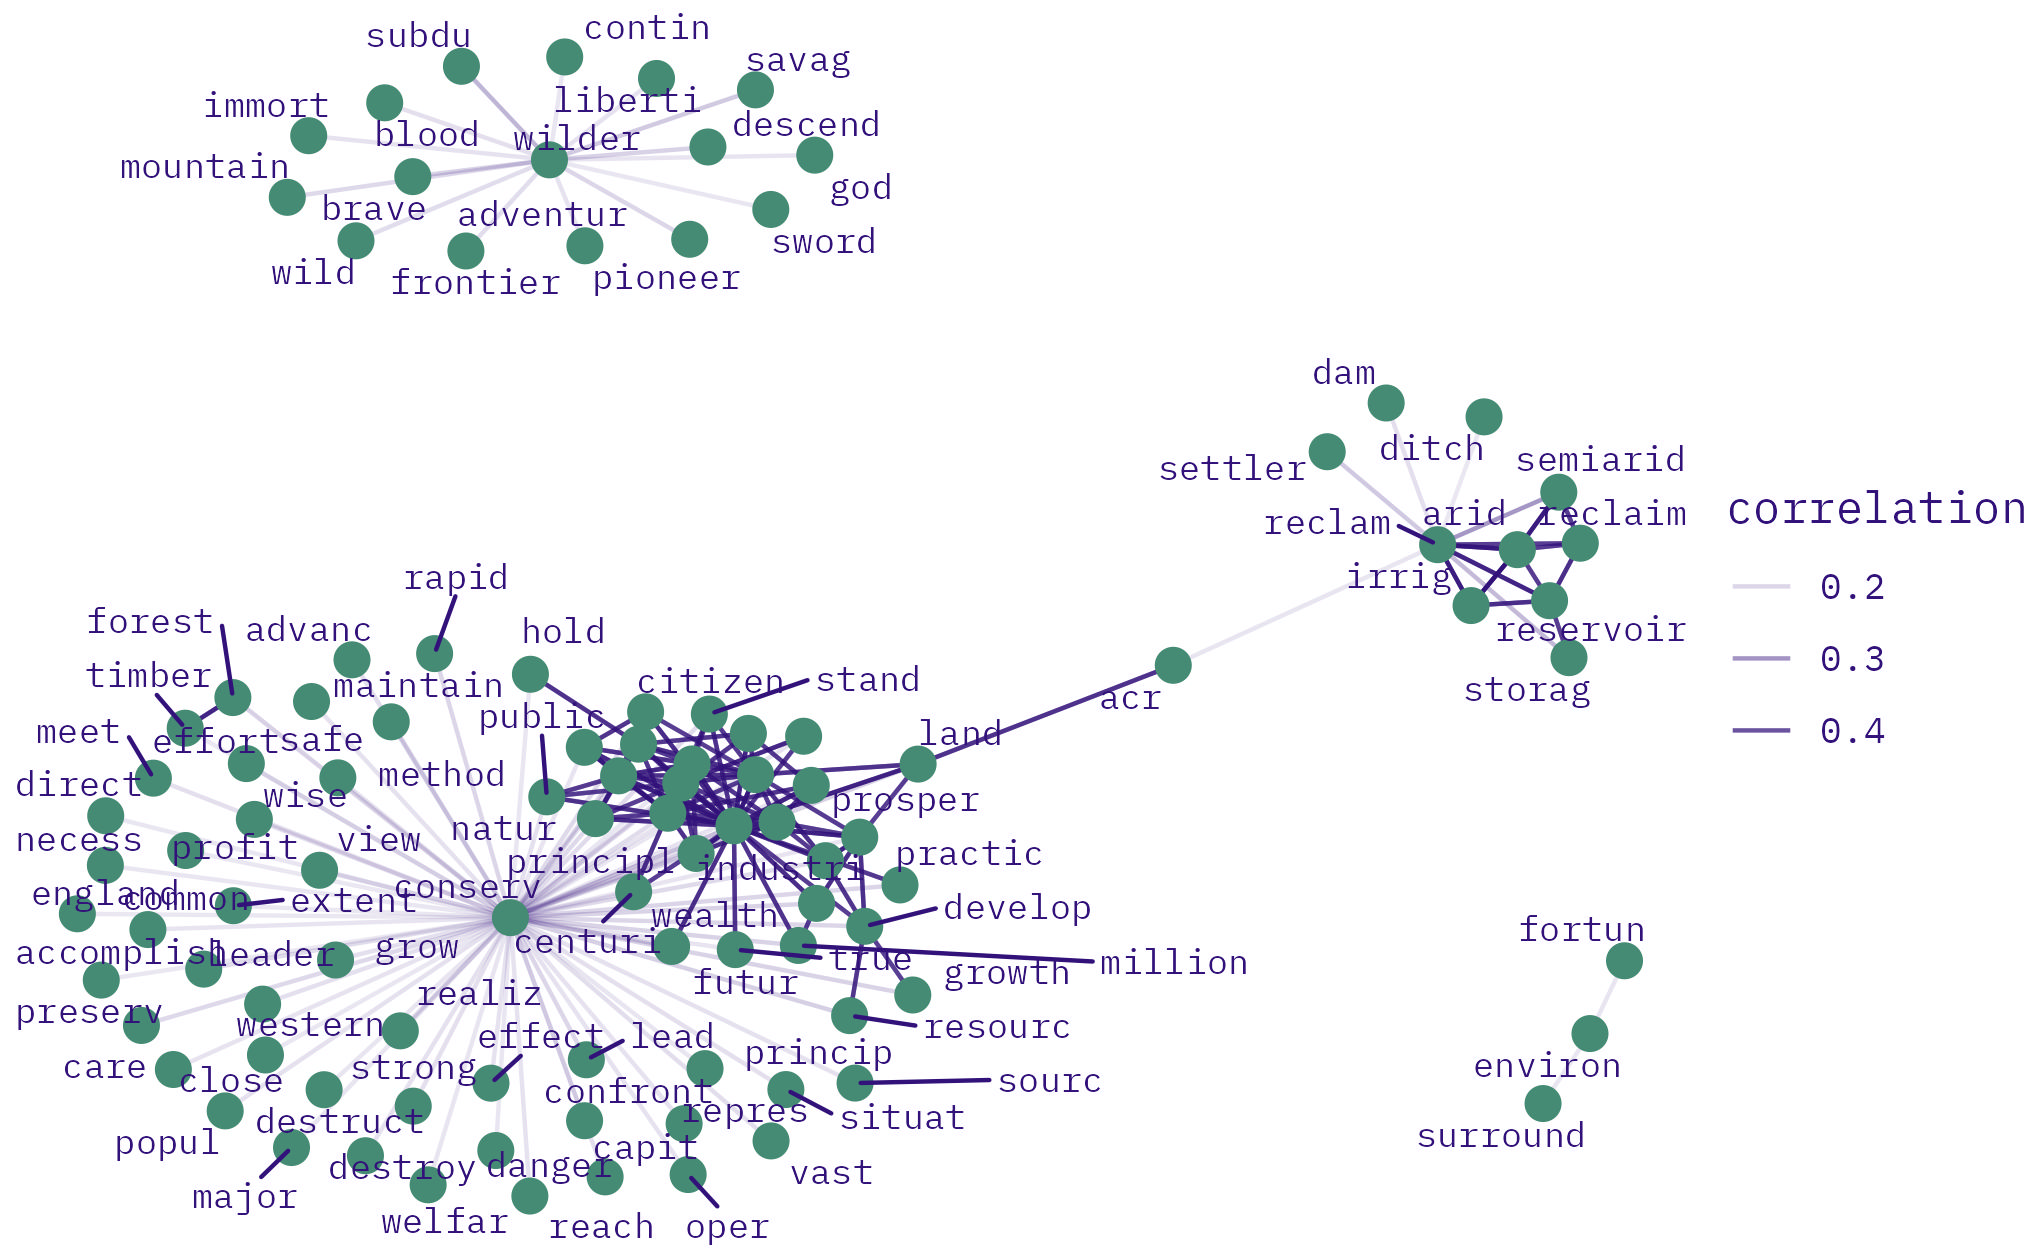 subdu
contin
savag
immort
liberti
blood
wilder
descend
mountain
god
brave
adventur
sword
wild
frontier
pioneer
dam
settler
ditch
semiarid
reclam
arid
reclaim
irrig
reservoir
storag
correlation
0.2
0.3
0.4
rapid
forest
advanc
hold
timber
maintain
citizen
stand
acr
meet
public
land
effort
safe
direct
method
wise
prosper
necess
profit
view
natur
principl
industri
practic
england
common
extent
conserv
wealth
develop
accomplish
leader
grow
centuri
true
million
futur
growth
preserv
western
realiz
resourc
care
close
strong
effect
lead
princip
sourc
popul
destruct
confront
repres
situat
major
destroy
danger
capit
vast
welfar
reach
oper
fortun
environ
surround